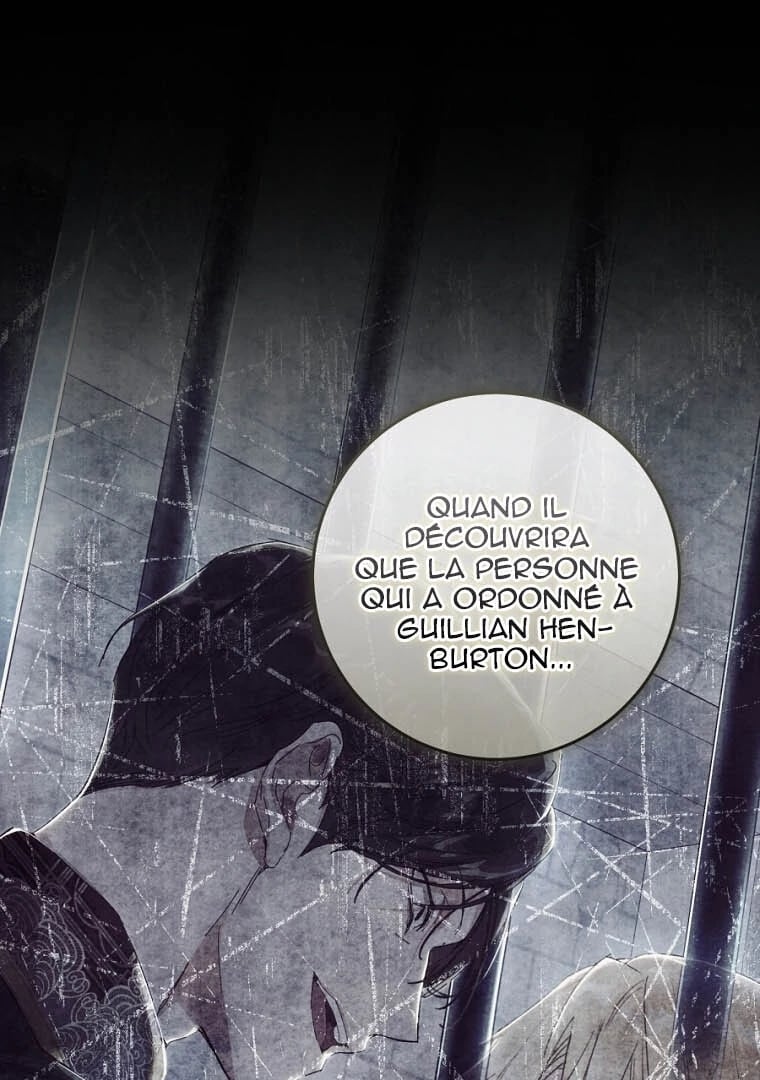 QUAND IL
DÉCOUVRIRA
QUE LA PERSONNE
QUI A ORDONNÉ À
GUILLIAN HEN-
BURTON...